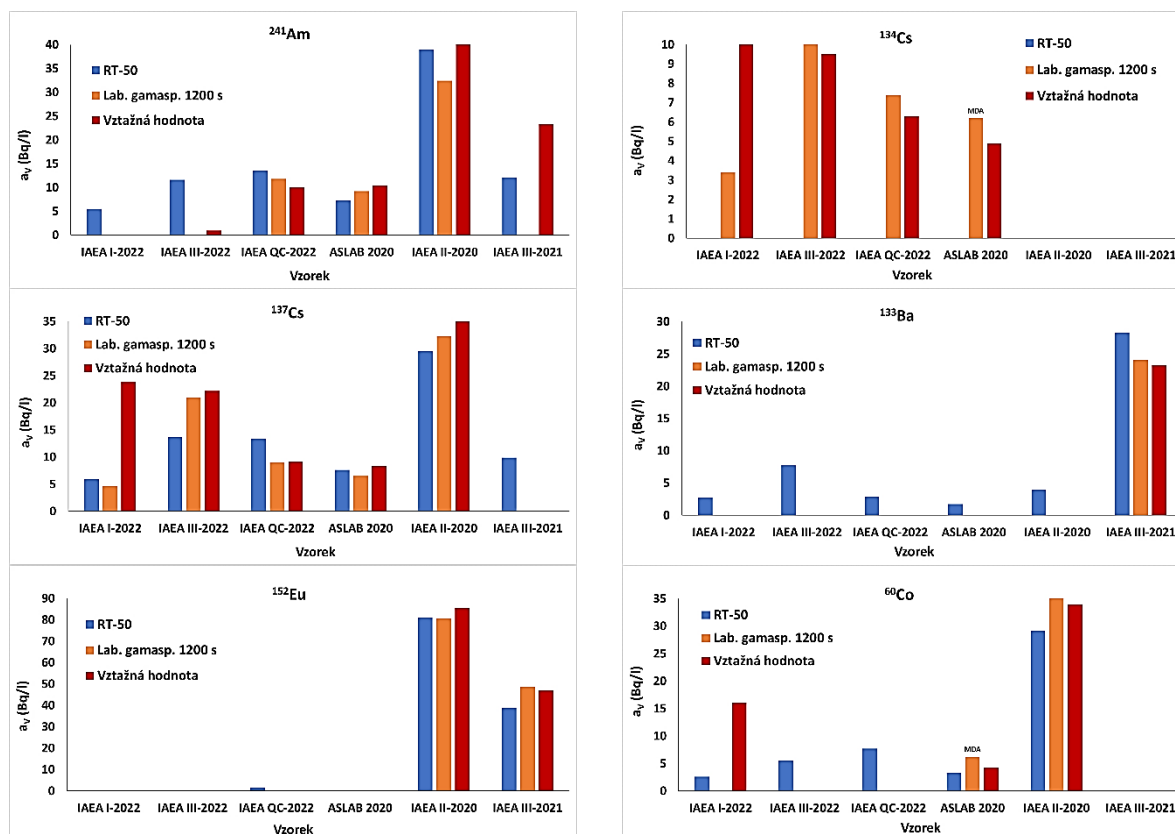 ²⁴¹Am
40
35
30
25
20
15
10
5
0
aᵥ (Bq/l)
RT-50
Lab. gamasp. 1200 s
Vztažná hodnota
IAEA I-2022 IAEA III-2022 IAEA QC-2022 ASLAB 2020 IAEA II-2020 IAEA III-2021
Vzorek
¹³⁴Cs
10
9
8
7
6
5
4
3
2
1
0
aᵥ (Bq/l)
MDA
RT-50
Lab. gamasp. 1200 s
Vztažná hodnota
IAEA I-2022 IAEA III-2022 IAEA QC-2022 ASLAB 2020 IAEA II-2020 IAEA III-2021
Vzorek
¹³⁷Cs
35
30
25
20
15
10
5
0
aᵥ (Bq/l)
RT-50
Lab. gamasp. 1200 s
Vztažná hodnota
IAEA I-2022 IAEA III-2022 IAEA QC-2022 ASLAB 2020 IAEA II-2020 IAEA III-2021
Vzorek
¹³³Ba
30
25
20
15
10
5
0
aᵥ (Bq/l)
RT-50
Lab. gamasp. 1200 s
Vztažná hodnota
IAEA I-2022 IAEA III-2022 IAEA QC-2022 ASLAB 2020 IAEA II-2020 IAEA III-2021
Vzorek
¹⁵²Eu
90
80
70
60
50
40
30
20
10
0
aᵥ (Bq/l)
RT-50
Lab. gamasp. 1200 s
Vztažná hodnota
IAEA I-2022 IAEA III-2022 IAEA QC-2022 ASLAB 2020 IAEA II-2020 IAEA III-2021
Vzorek
⁶⁰Co
35
30
25
20
15
10
5
0
aᵥ (Bq/l)
RT-50
Lab. gamasp. 1200 s
Vztažná hodnota
MDA
IAEA I-2022 IAEA III-2022 IAEA QC-2022 ASLAB 2020 IAEA II-2020 IAEA III-2021
Vzorek